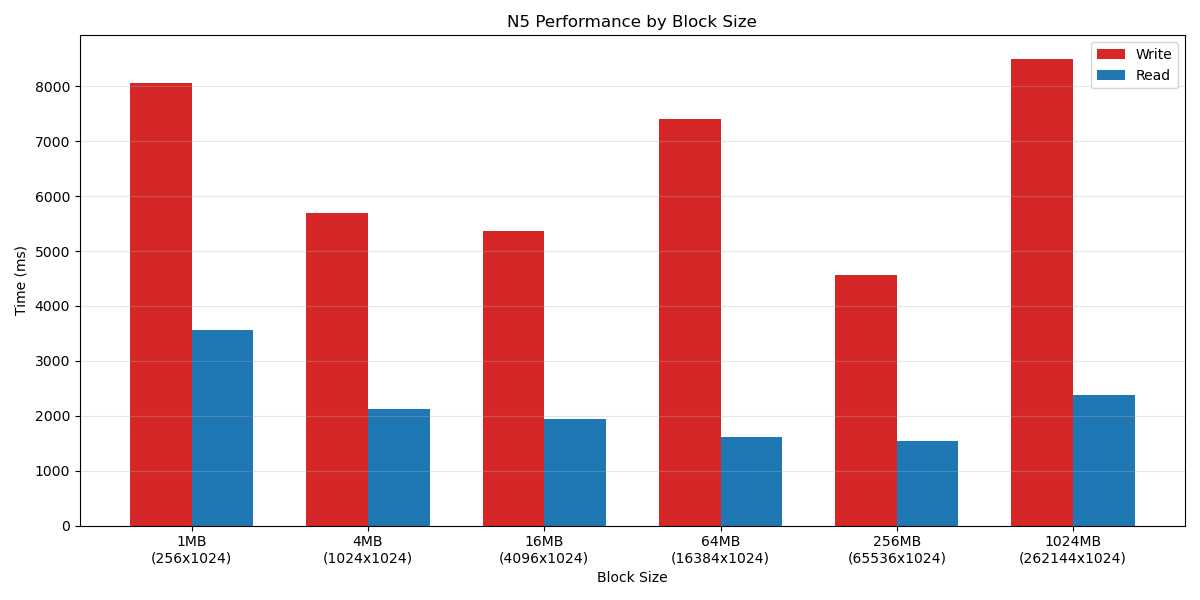 N5 Performance by Block Size
Write
Read
Time (ms)
8000
7000
6000
5000
4000
3000
2000
1000
0
1MB
(256x1024)
4MB
(1024x1024)
16MB
(4096x1024)
64MB
(16384x1024)
256MB
(65536x1024)
1024MB
(262144x1024)
Block Size